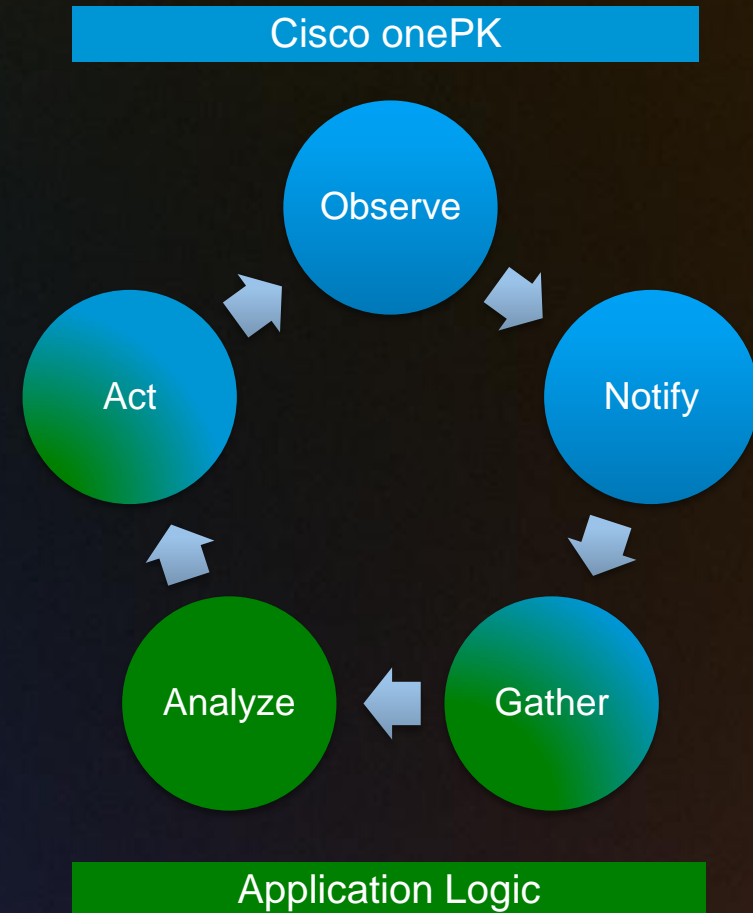 Cisco onePK
Observe
Act
Notify
Analyze
Gather
Application Logic